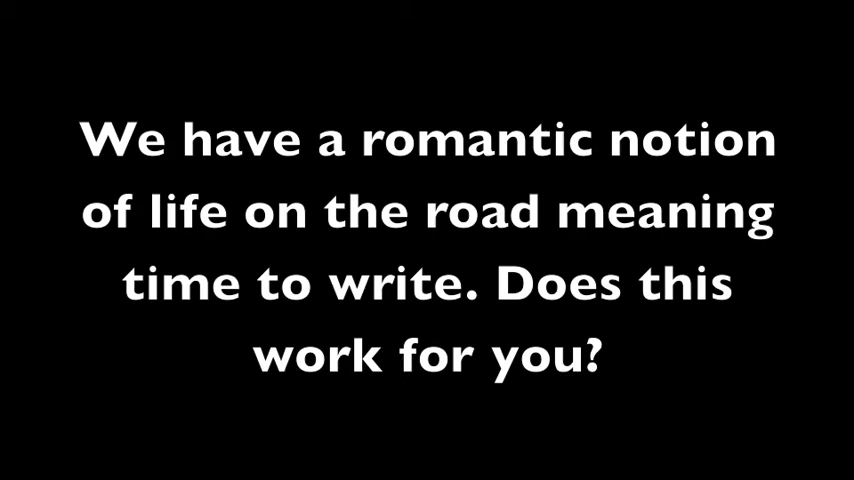 We have a romantic notion
of life on the road meaning
time to write. Does this
work for you?